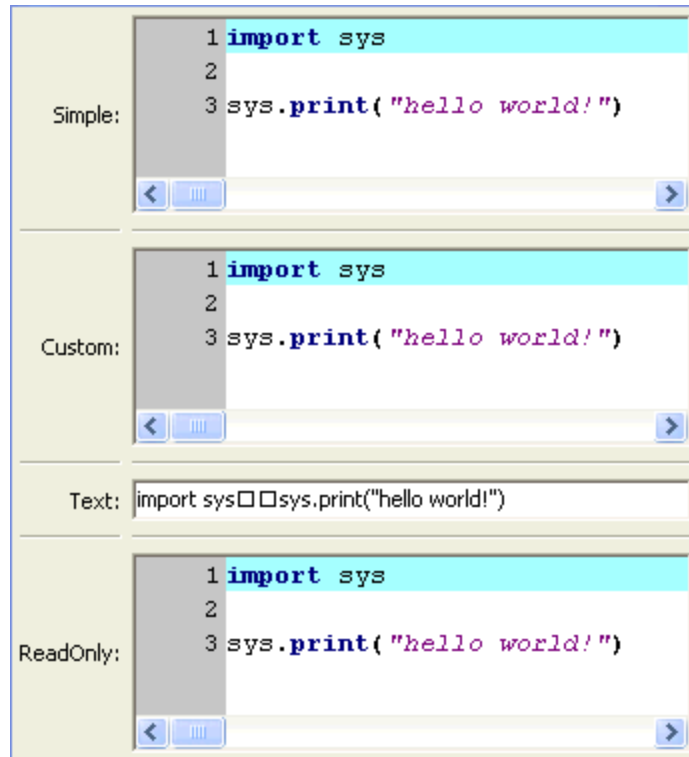 Simple:
1 import sys
2
3 sys.print("hello world!")
Custom:
1 import sys
2
3 sys.print("hello world!")
Text: import sys□□sys.print("hello world!")
ReadOnly:
1 import sys
2
3 sys.print("hello world!")